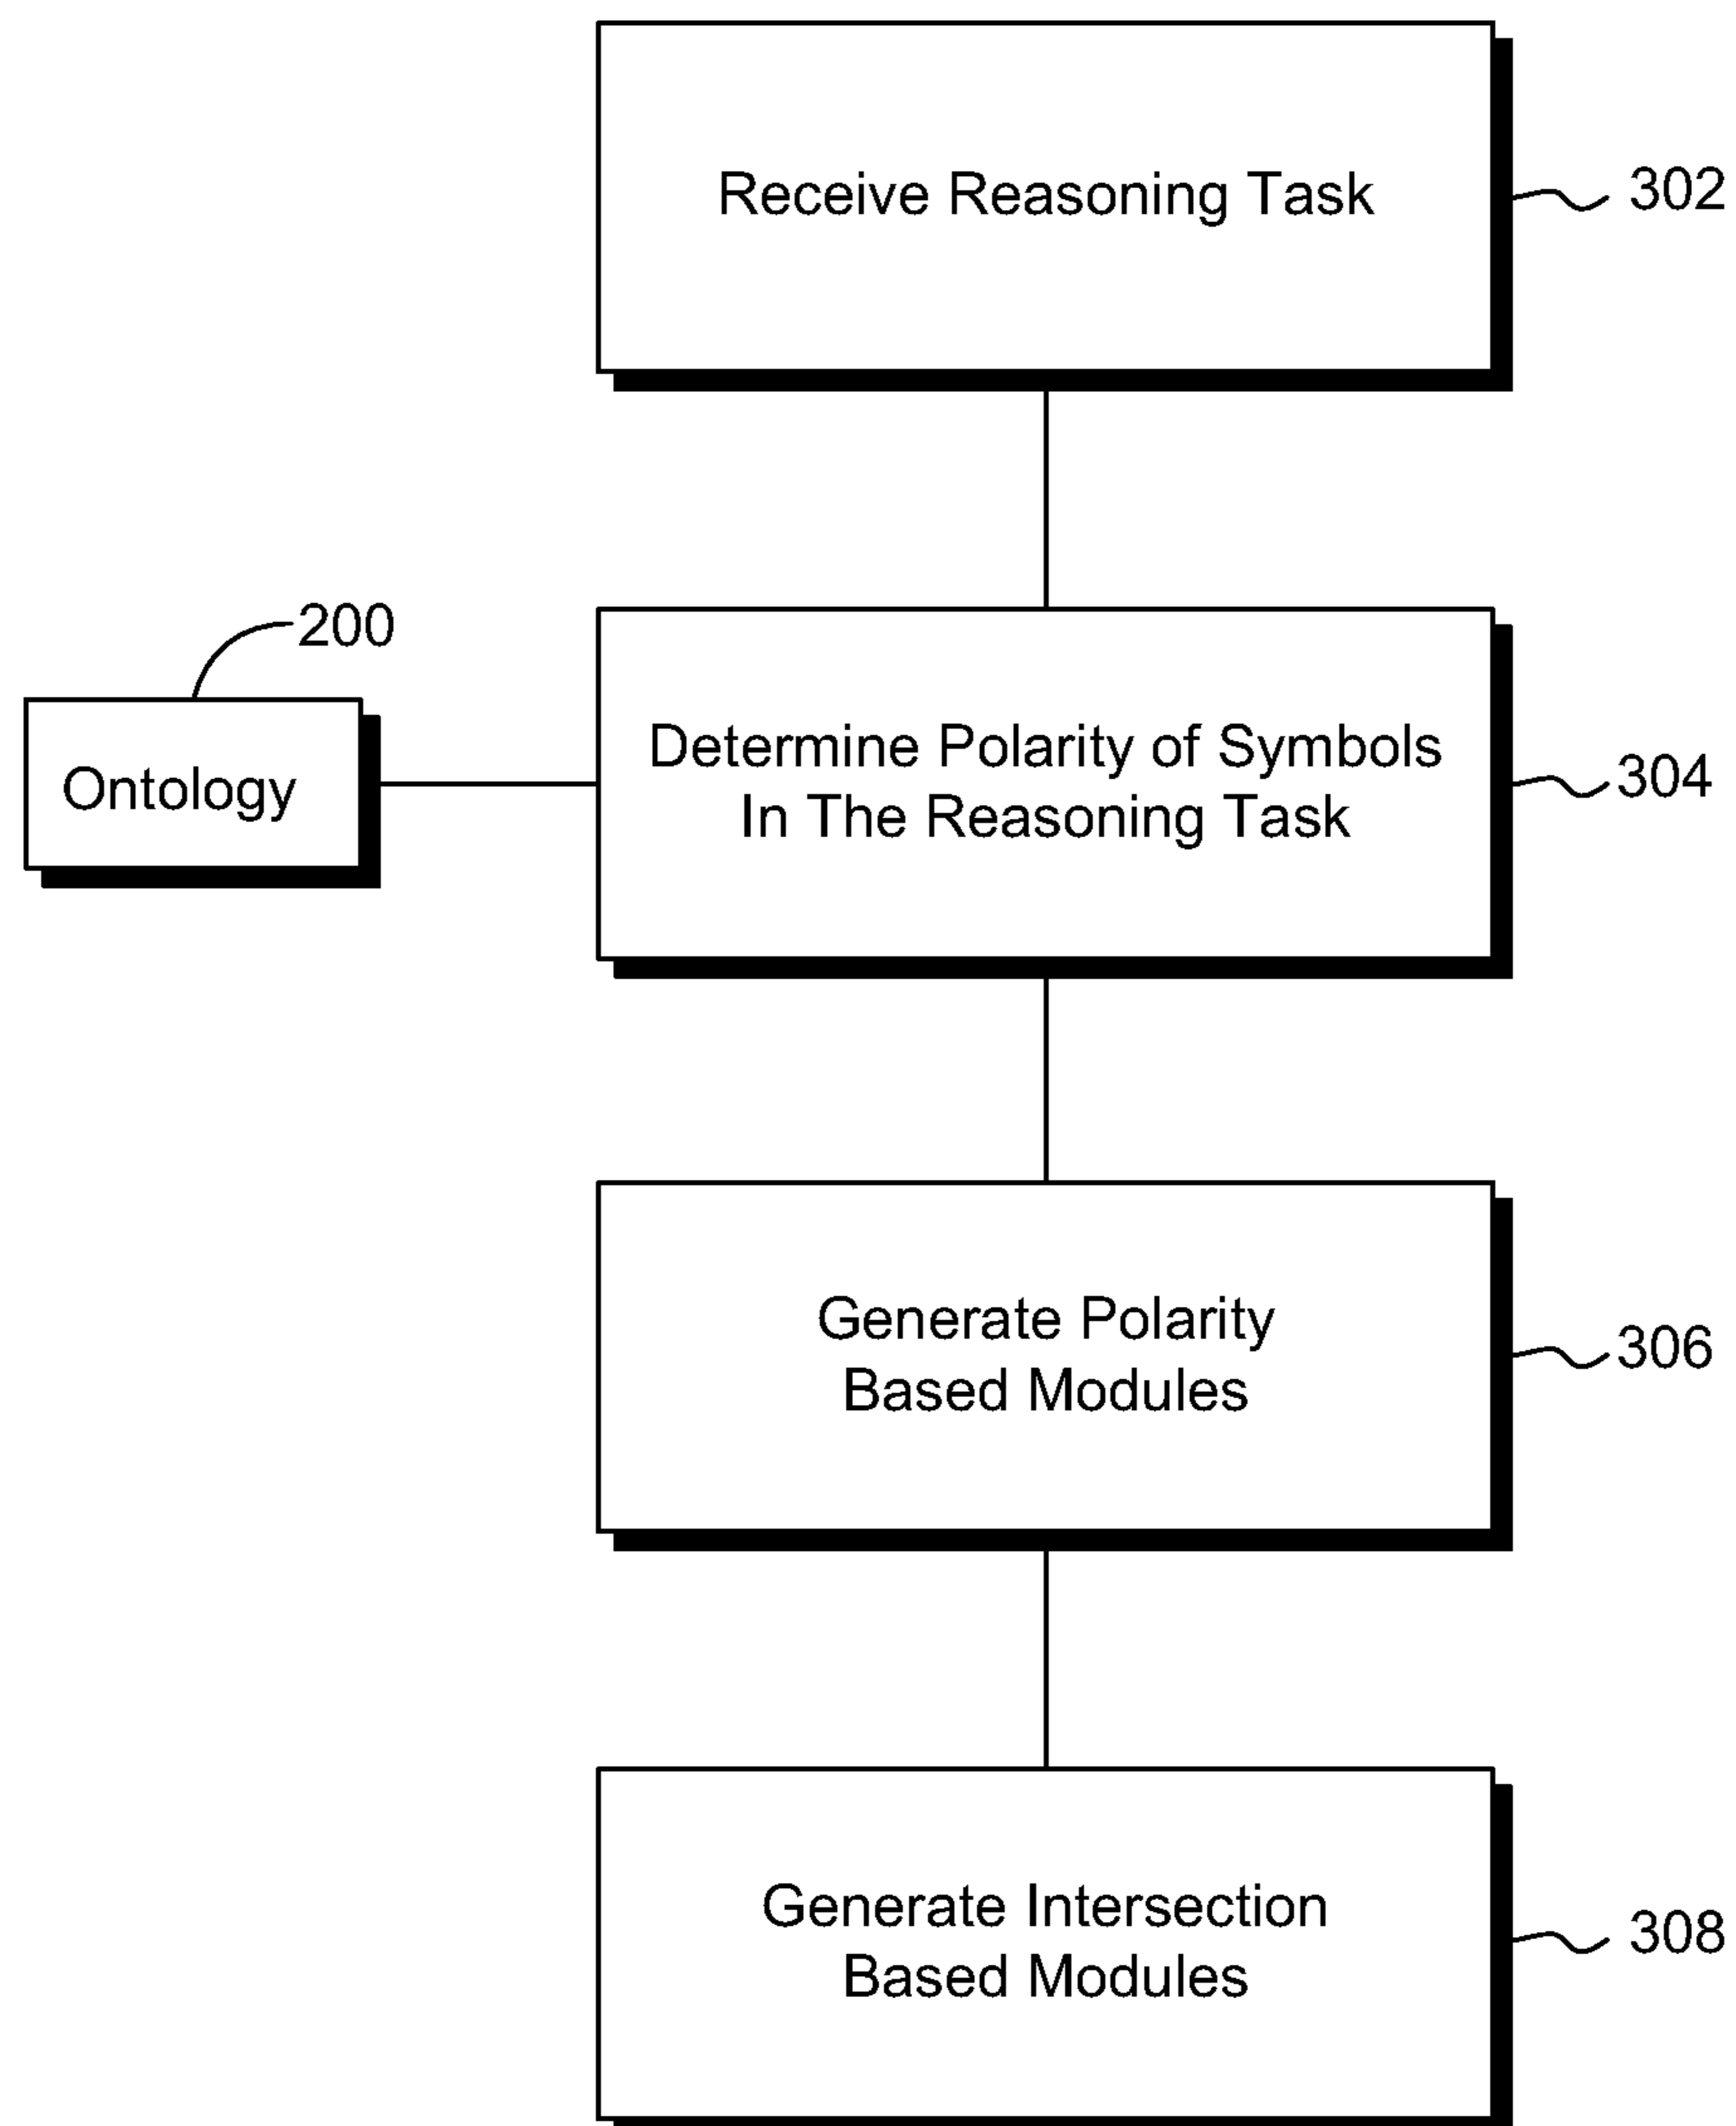 Receive Reasoning Task
302
200
Ontology
Determine Polarity of Symbols
In The Reasoning Task
304
Generate Polarity
Based Modules
306
Generate Intersection
Based Modules
308